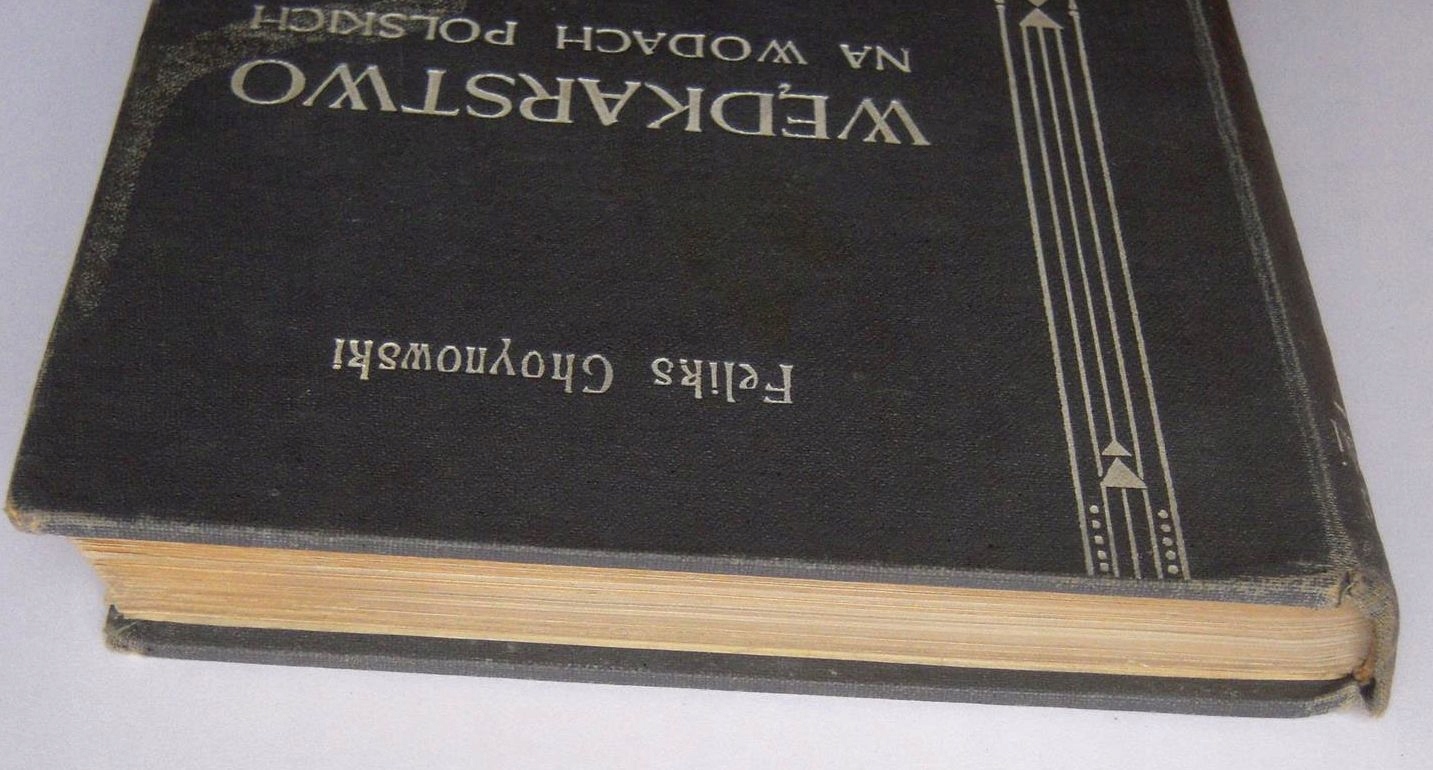 Feliks Choynowski
WĘDKARSTWO
NA WODACH POLSKICH